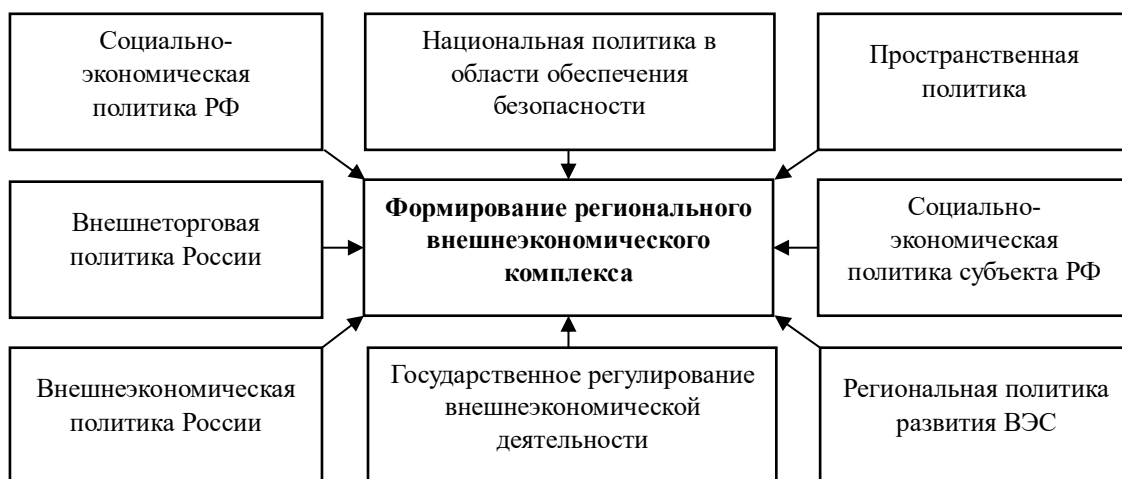 Социально-
экономическая
политика РФ
Национальная политика в
области обеспечения
безопасности
Пространственная
политика
Внешнеторговая
политика России
Формирование регионального
внешнеэкономического
комплекса
Социально-
экономическая
политика субъекта РФ
Внешнеэкономическая
политика России
Государственное регулирование
внешнеэкономической
деятельности
Региональная политика
развития ВЭС